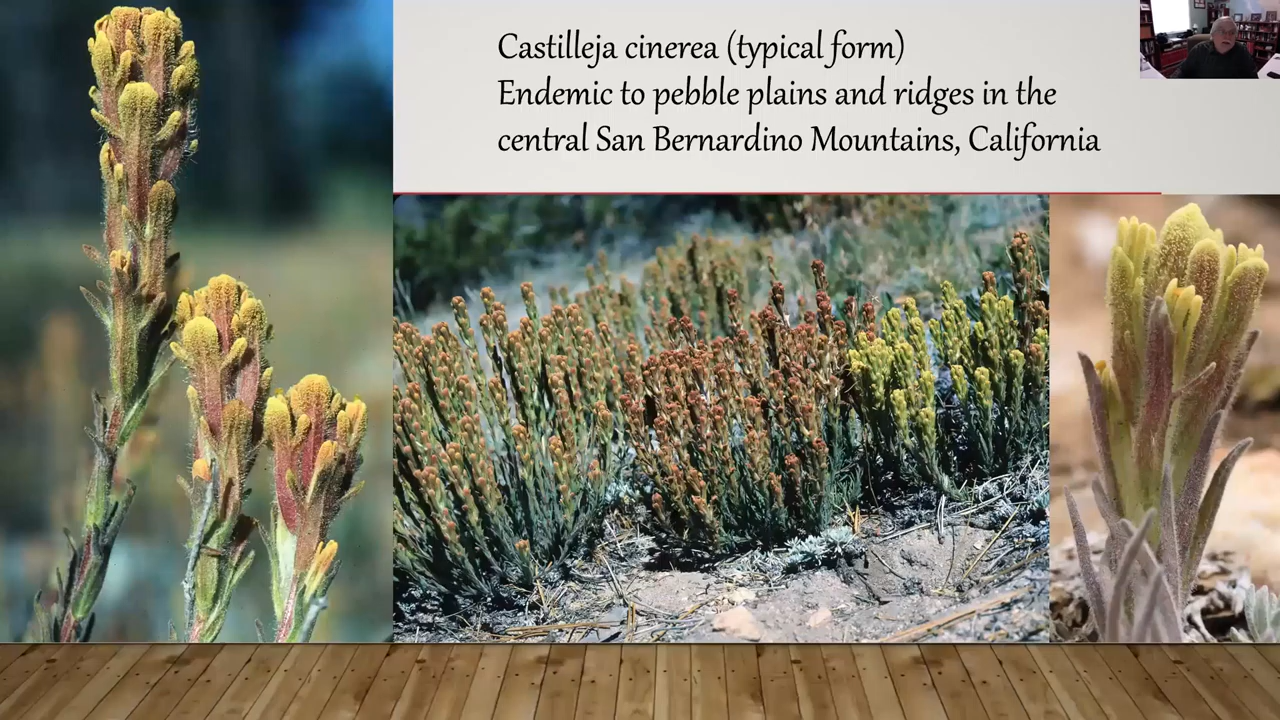 Castilleja cinerea (typical form)
Endemic to pebble plains and ridges in the
central San Bernardino Mountains, California